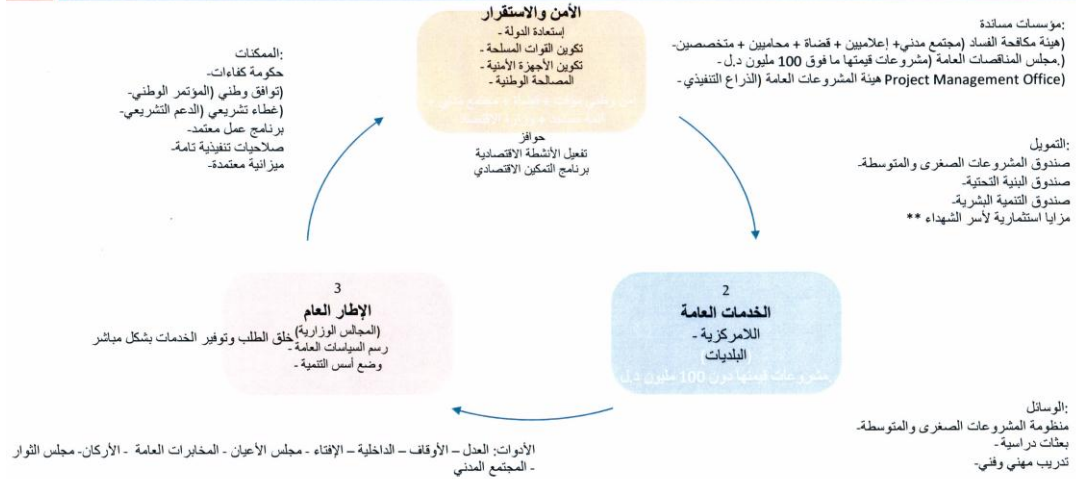 الأمن والاستقرار
إستعادة الدولة -
تكوين القوات المسلحة -
تكوين الأجهزة الأمنية -
المصالحة الوطنية -
حوافز
تفعيل الأنشطة الاقتصادية
برنامج التمكين الاقتصادي
مؤسسات مساندة:
(هيئة مكافحة الفساد (مجتمع مدني+ إعلاميين + قضاة + محاميين + متخصصين-
(.مجلس المناقصات العامة (مشروعات قيمتها ما فوق 100 مليون د.ل -
(Project Management Office هيئة المشروعات العامة (الذراع التنفيذي -
التمويل:
صندوق المشروعات الصغرى والمتوسطة-
صندوق البنية التحتية-
صندوق التنمية البشرية-
مزايا استثمارية لأسر الشهداء **
2
الخدمات العامة
اللامركزية -
البلديات
مشروعات قيمتها دون 100 مليون د.ل
الوسائل:
منظومة المشروعات الصغرى والمتوسطة-
بعثات دراسية-
تدريب مهني وفني-
3
الإطار العام
(المجالس الوزارية)
خلق الطلب وتوفير الخدمات بشكل مباشر
رسم السياسات العامة -
وضع أسس التنمية -
الأدوات: العدل – الأوقاف – الداخلية – الإفتاء - مجلس الأعيان - المخابرات العامة - الأركان- مجلس الثوار
- المجتمع المدني
الممكنات:
حكومة كفاءات-
(توافق وطني (المؤتمر الوطني-
(غطاء تشريعي (الدعم التشريعي-
برنامج عمل معتمد-
صلاحيات تنفيذية تامة-
ميزانية معتمدة-